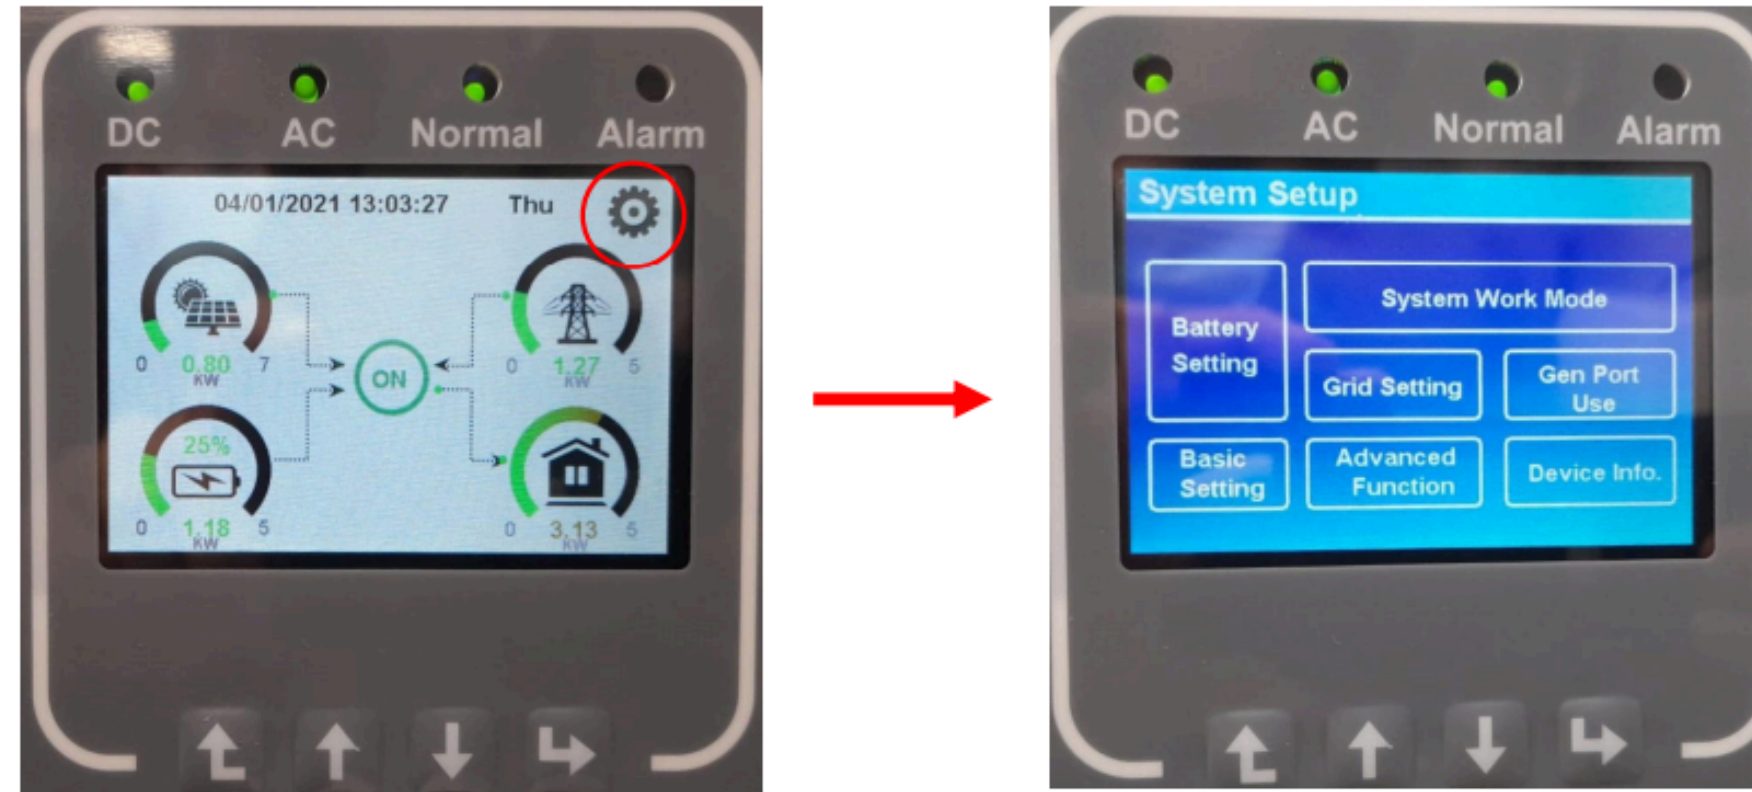 DC AC Normal Alarm
04/01/2021 13:03:27 Thu
0 0.80 7
KW
0 1.27 5
KW
ON
25%
0 1.18 5
KW
0 3.13 5
KW
DC AC Normal Alarm
System Setup
Battery
Setting
System Work Mode
Grid Setting
Gen Port
Use
Basic
Setting
Advanced
Function
Device Info.